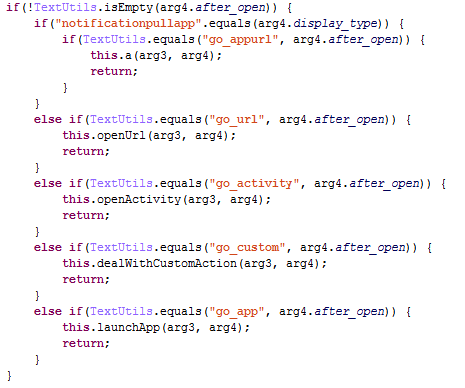 if(!TextUtils.isEmpty(arg4.after_open)) {
    if("notificationpullapp".equals(arg4.display_type)) {
        if(TextUtils.equals("go_appurl", arg4.after_open)) {
            this.a(arg3, arg4);
            return;
        }
    }
    else if(TextUtils.equals("go_url", arg4.after_open)) {
        this.openUrl(arg3, arg4);
        return;
    }
    else if(TextUtils.equals("go_activity", arg4.after_open)) {
        this.openActivity(arg3, arg4);
        return;
    }
    else if(TextUtils.equals("go_custom", arg4.after_open)) {
        this.dealWithCustomAction(arg3, arg4);
        return;
    }
    else if(TextUtils.equals("go_app", arg4.after_open)) {
        this.launchApp(arg3, arg4);
        return;
    }
}